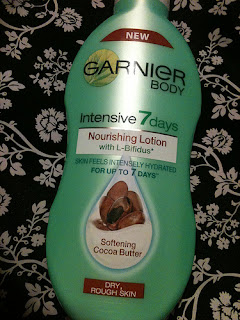 NEW
GARNIER
BODY
Intensive 7days
Nourishing Lotion
with L-Bifidus*
SKIN FEELS INTENSELY HYDRATED
FOR UP TO 7 DAYS**
Softening
Cocoa Butter
DRY,
ROUGH SKIN